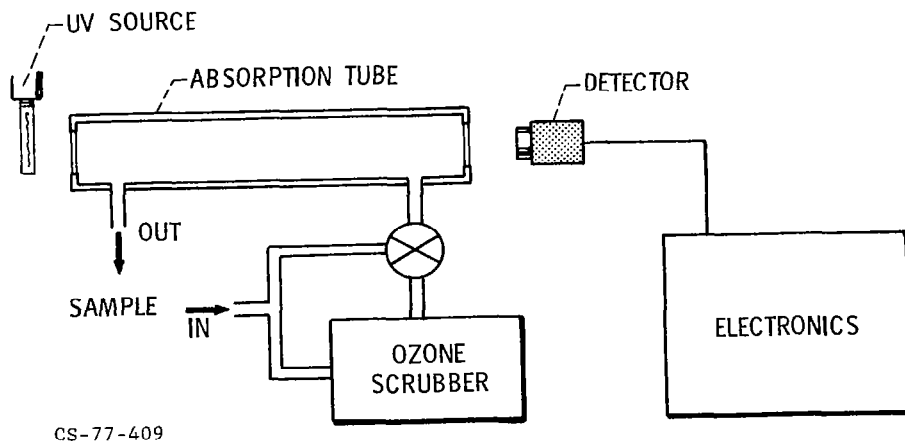 UV SOURCE
ABSORPTION TUBE
DETECTOR
OUT
SAMPLE
IN
OZONE
SCRUBBER
ELECTRONICS
CS-77-409